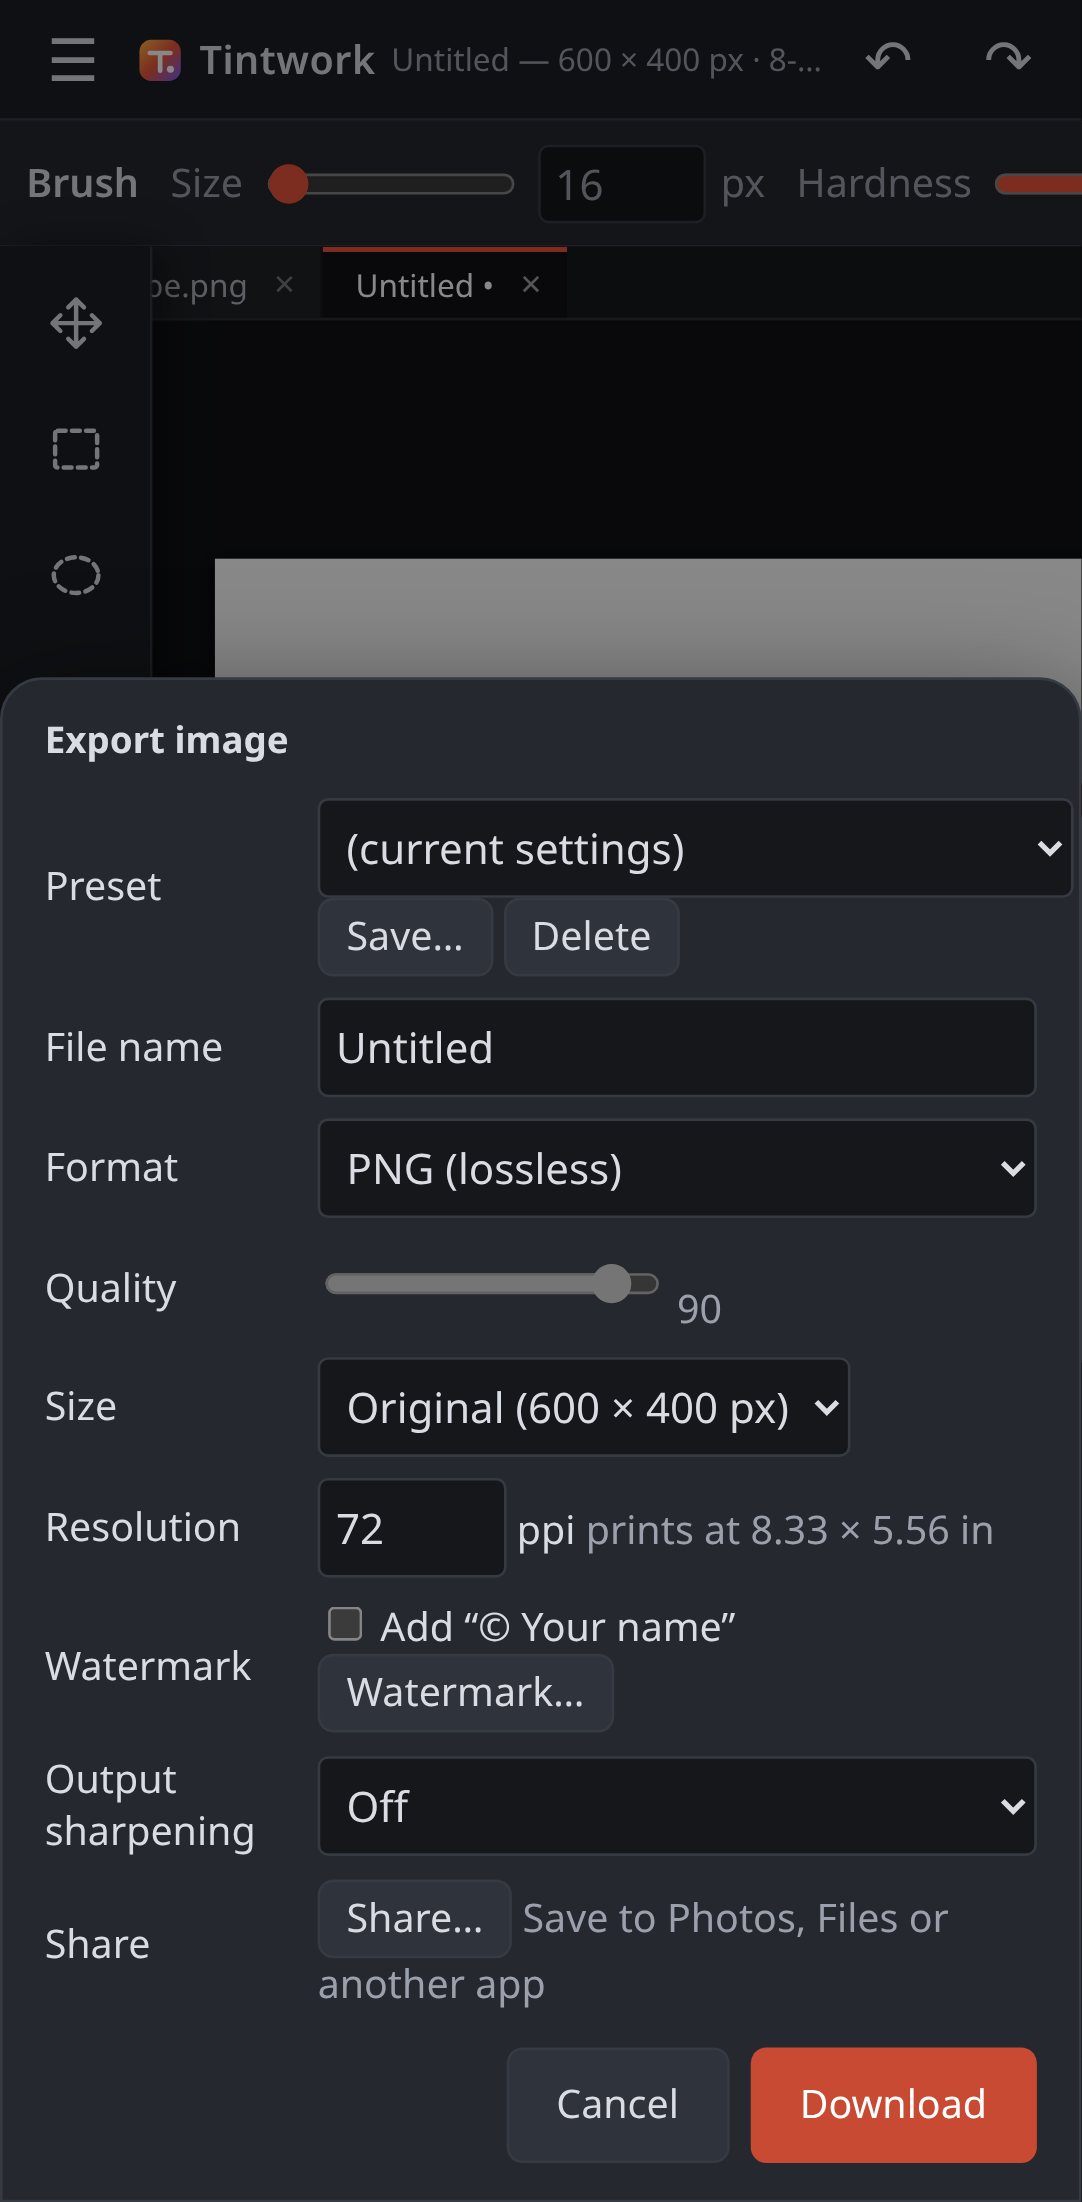 Tintwork Untitled — 600 × 400 px · 8-...
Brush Size 16 px Hardness
pe.png × Untitled • ×
Export image
Preset (current settings)
Save... Delete
File name Untitled
Format PNG (lossless)
Quality 90
Size Original (600 × 400 px)
Resolution 72 ppi prints at 8.33 × 5.56 in
Watermark Add “© Your name”
Watermark...
Output sharpening Off
Share Share... Save to Photos, Files or
another app
Cancel Download